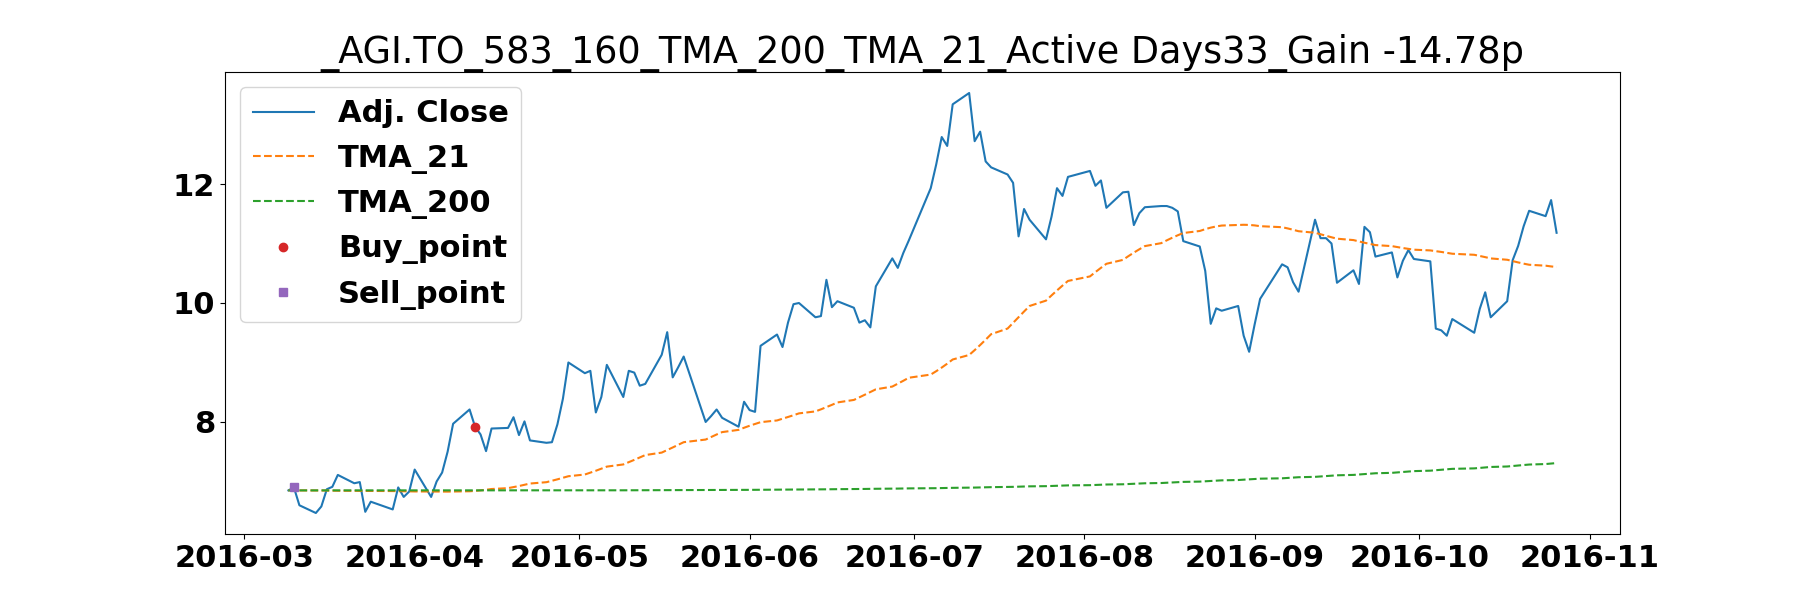 _AGI.TO_583_160_TMA_200_TMA_21_Active Days33_Gain -14.78p
Adj. Close
TMA_21
TMA_200
Buy_point
Sell_point
12
10
8
2016-03 2016-04 2016-05 2016-06 2016-07 2016-08 2016-09 2016-10 2016-11